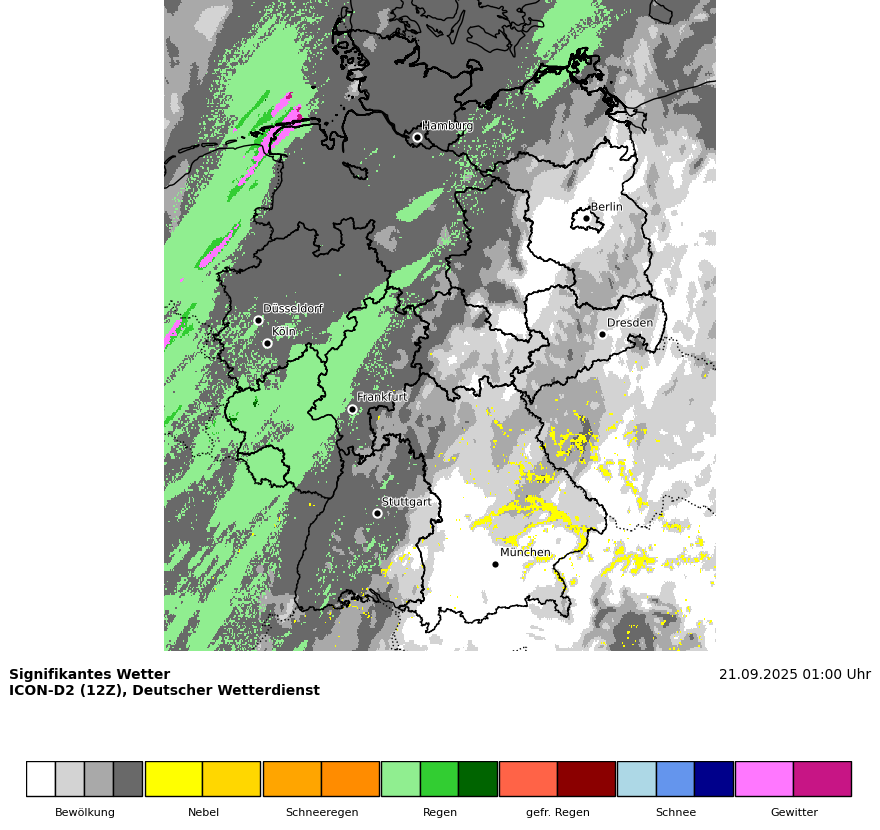 Hamburg
Berlin
Düsseldorf
Köln
Dresden
Frankfurt
Stuttgart
München
Signifikantes Wetter
21.09.2025 01:00 Uhr
ICON-D2 (12Z), Deutscher Wetterdienst
Bewölkung Nebel Schneeregen Regen gefr. Regen Schnee Gewitter